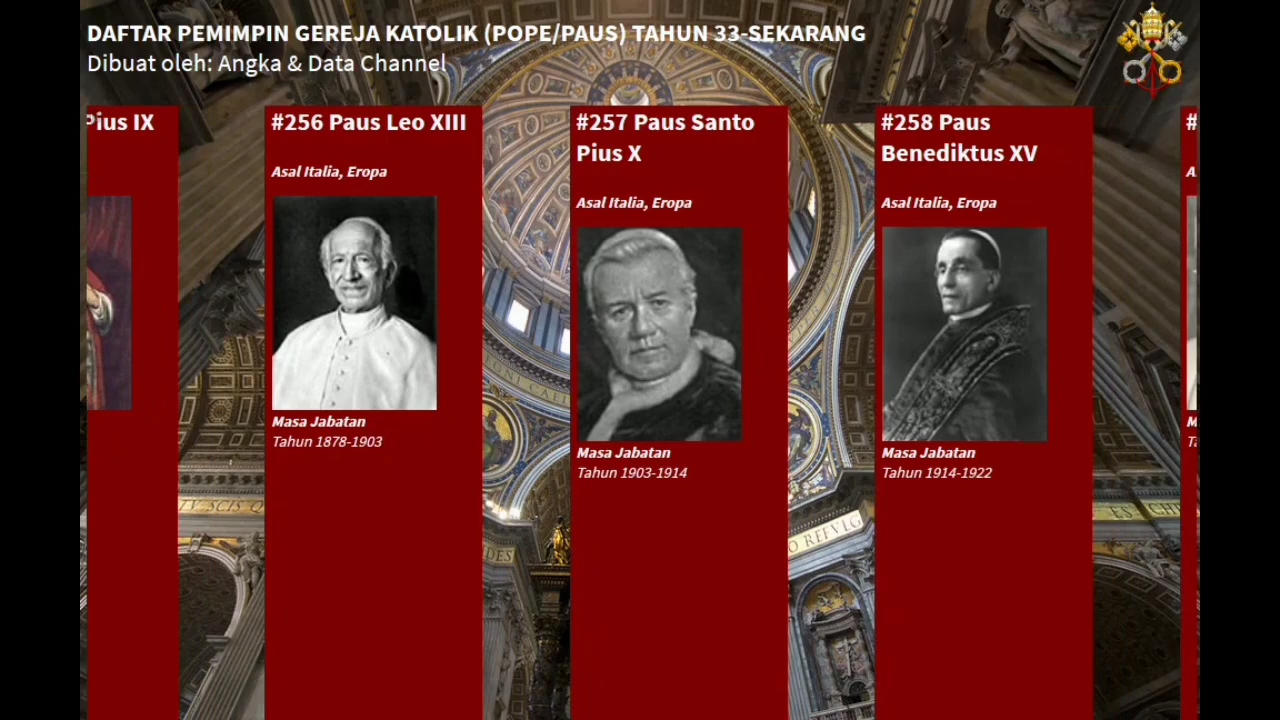 DAFTAR PEMIMPIN GEREJA KATOLIK (POPE/PAUS) TAHUN 33-SEKARANG
Dibuat oleh: Angka & Data Channel
Pius IX
#256 Paus Leo XIII
Asal Italia, Eropa
Masa Jabatan
Tahun 1878-1903
#257 Paus Santo
Pius X
Asal Italia, Eropa
Masa Jabatan
Tahun 1903-1914
#258 Paus
Benediktus XV
Asal Italia, Eropa
Masa Jabatan
Tahun 1914-1922
#